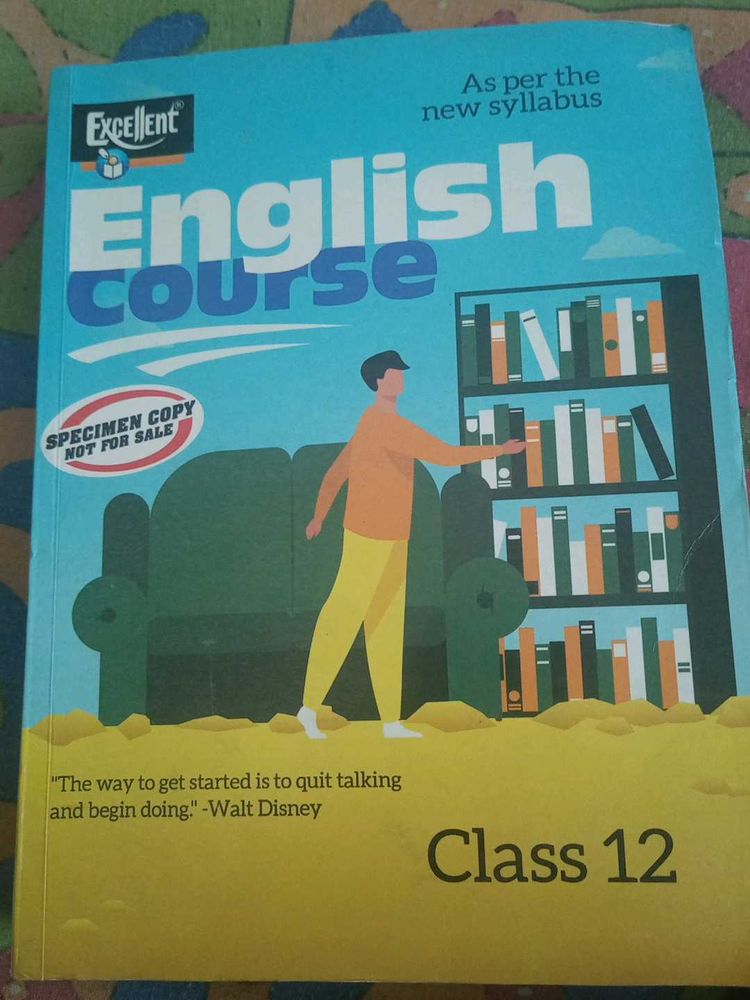 As per the
new syllabus
Excellent®
English
course
SPECIMEN COPY
NOT FOR SALE
"The way to get started is to quit talking
and begin doing." -Walt Disney
Class 12